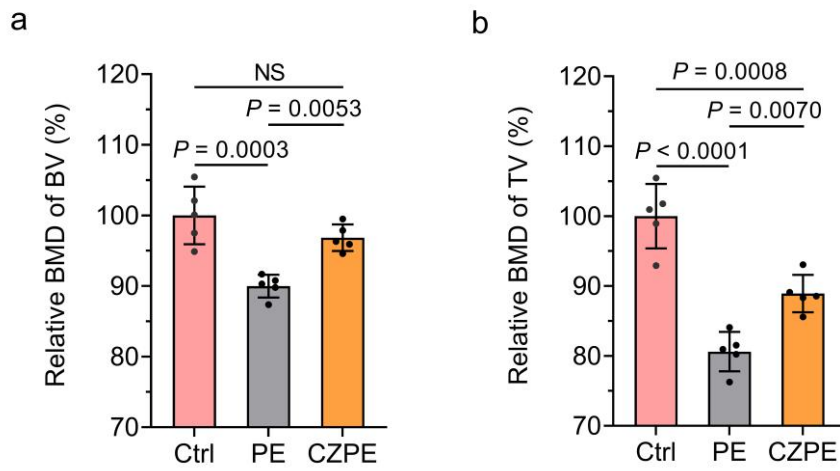 a
Relative BMD of BV (%)
120
110
100
90
80
70
NS
P = 0.0053
P = 0.0003
Ctrl PE CZPE
b
Relative BMD of TV (%)
120
110
100
90
80
70
P = 0.0008
P = 0.0070
P < 0.0001
Ctrl PE CZPE